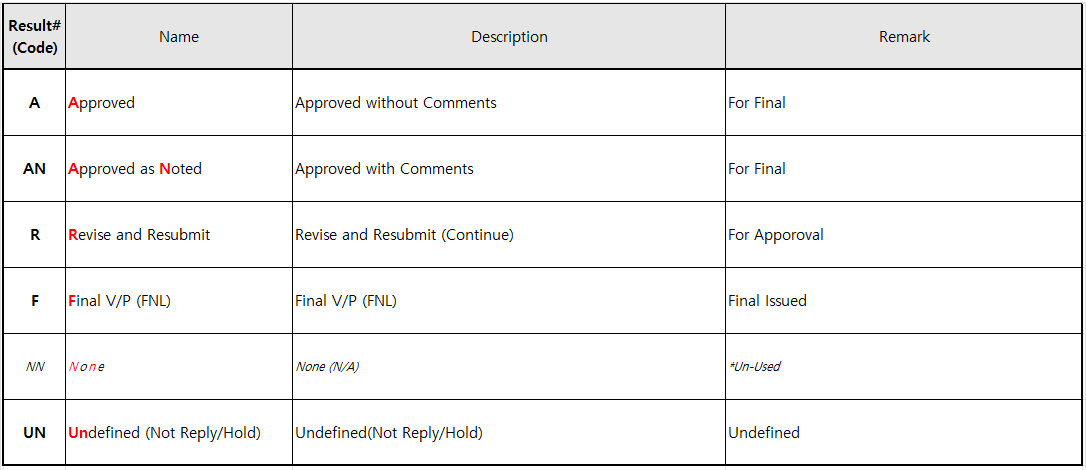 Result# Name Description Remark
(Code)
A Approved Approved without Comments For Final
AN Approved as Noted Approved with Comments For Final
R Revise and Resubmit Revise and Resubmit (Continue) For Apporoval
F Final V/P (FNL) Final V/P (FNL) Final Issued
NN None None (N/A) *Un-Used
UN Undefined (Not Reply/Hold) Undefined(Not Reply/Hold) Undefined